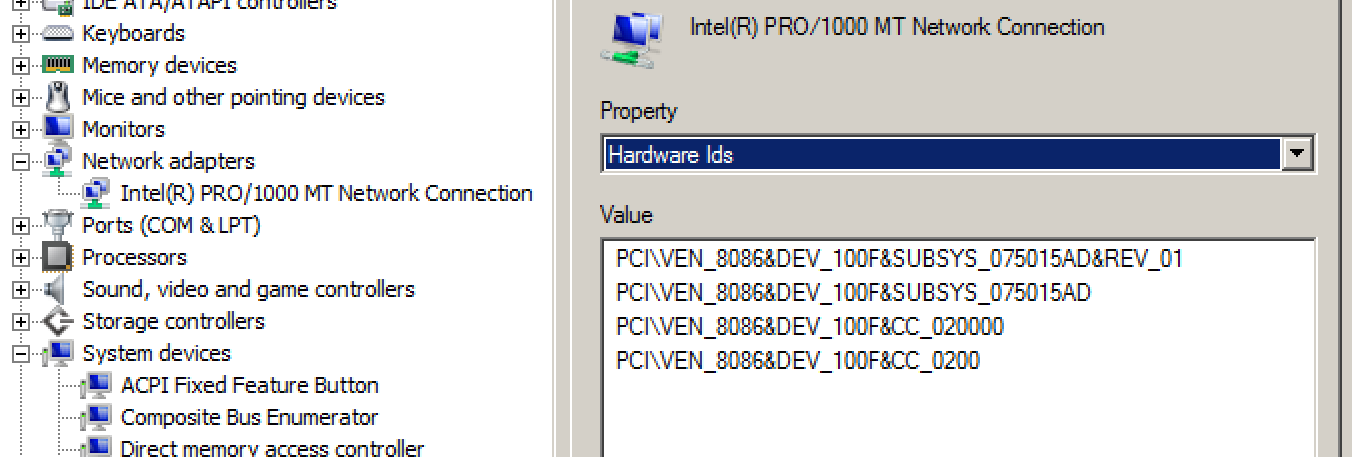 IDE ATA/ATAPI controllers
Keyboards
Memory devices
Mice and other pointing devices
Monitors
Network adapters
Intel(R) PRO/1000 MT Network Connection
Ports (COM & LPT)
Processors
Sound, video and game controllers
Storage controllers
System devices
ACPI Fixed Feature Button
Composite Bus Enumerator
Direct memory access controller
Intel(R) PRO/1000 MT Network Connection
Property
Hardware Ids
Value
PCI\VEN_8086&DEV_100F&SUBSYS_075015AD&REV_01
PCI\VEN_8086&DEV_100F&SUBSYS_075015AD
PCI\VEN_8086&DEV_100F&CC_020000
PCI\VEN_8086&DEV_100F&CC_0200